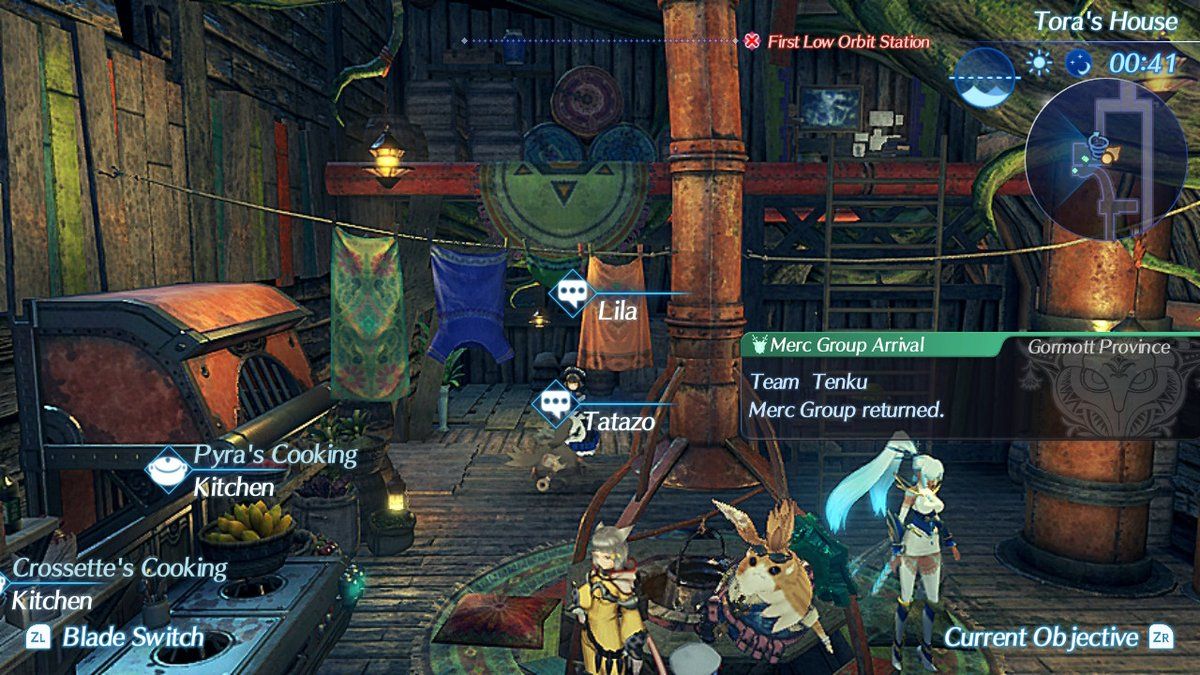 Tora's House
First Low Orbit Station
00:41
Lila
Merc Group Arrival
Gormott Province
Team Tenku
Merc Group returned.
Tatazo
Pyra's Cooking
Kitchen
Crossette's Cooking
Kitchen
ZL Blade Switch
Current Objective ZR